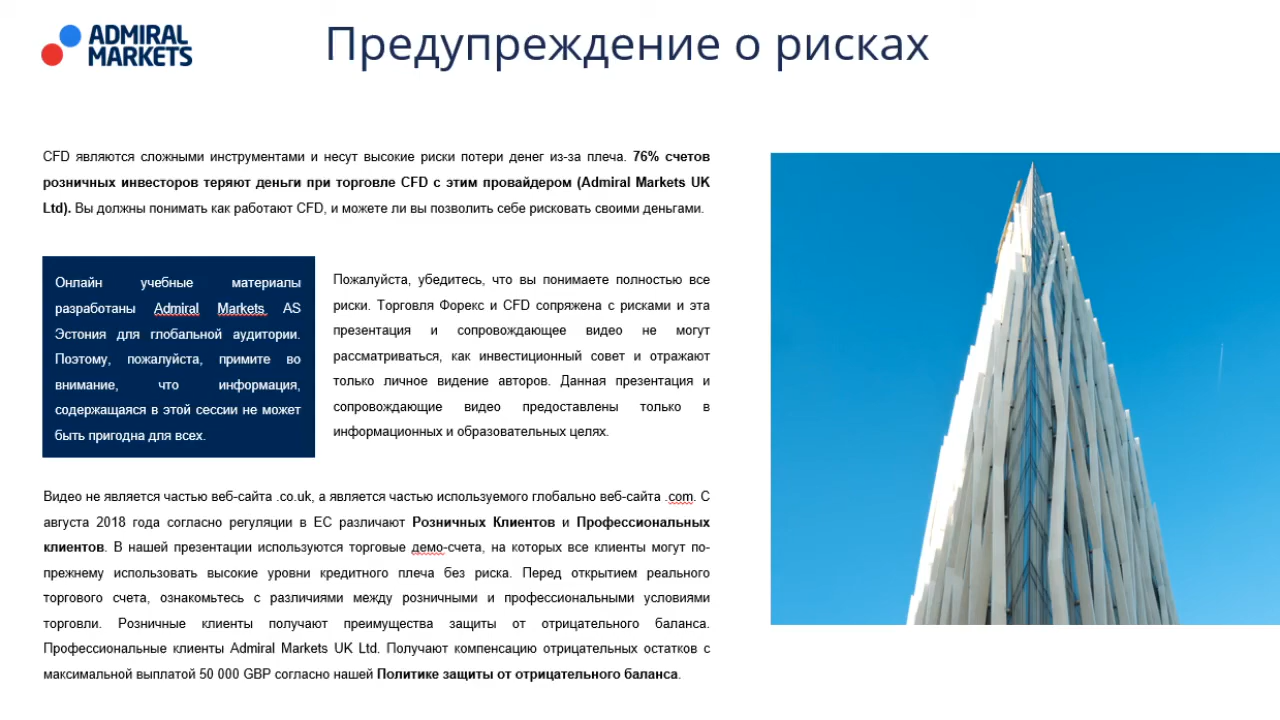 ADMIRAL
MARKETS
Предупреждение о рисках
CFD являются сложными инструментами и несут высокие риски потери денег из-за плеча. 76% счетов
розничных инвесторов теряют деньги при торговле CFD с этим провайдером (Admiral Markets UK
Ltd). Вы должны понимать как работают CFD, и можете ли вы позволить себе рисковать своими деньгами.
Онлайн учебные материалы
разработаны Admiral Markets AS
Эстония для глобальной аудитории.
Поэтому, пожалуйста, примите во
внимание, что информация,
содержащаяся в этой сессии не может
быть пригодна для всех.
Пожалуйста, убедитесь, что вы понимаете полностью все
риски. Торговля Форекс и CFD сопряжена с рисками и эта
презентация и сопровождающее видео не могут
рассматриваться, как инвестиционный совет и отражают
только личное видение авторов. Данная презентация и
сопровождающие видео предоставлены только в
информационных и образовательных целях.
Видео не является частью веб-сайта .co.uk, а является частью используемого глобально веб-сайта .com. С
августа 2018 года согласно регуляции в ЕС различают Розничных Клиентов и Профессиональных
клиентов. В нашей презентации используются торговые демо-счета, на которых все клиенты могут по-
прежнему использовать высокие уровни кредитного плеча без риска. Перед открытием реального
торгового счета, ознакомьтесь с различиями между розничными и профессиональными условиями
торговли. Розничные клиенты получают преимущества защиты от отрицательного баланса.
Профессиональные клиенты Admiral Markets UK Ltd. Получают компенсацию отрицательных остатков с
максимальной выплатой 50 000 GBP согласно нашей Политике защиты от отрицательного баланса.